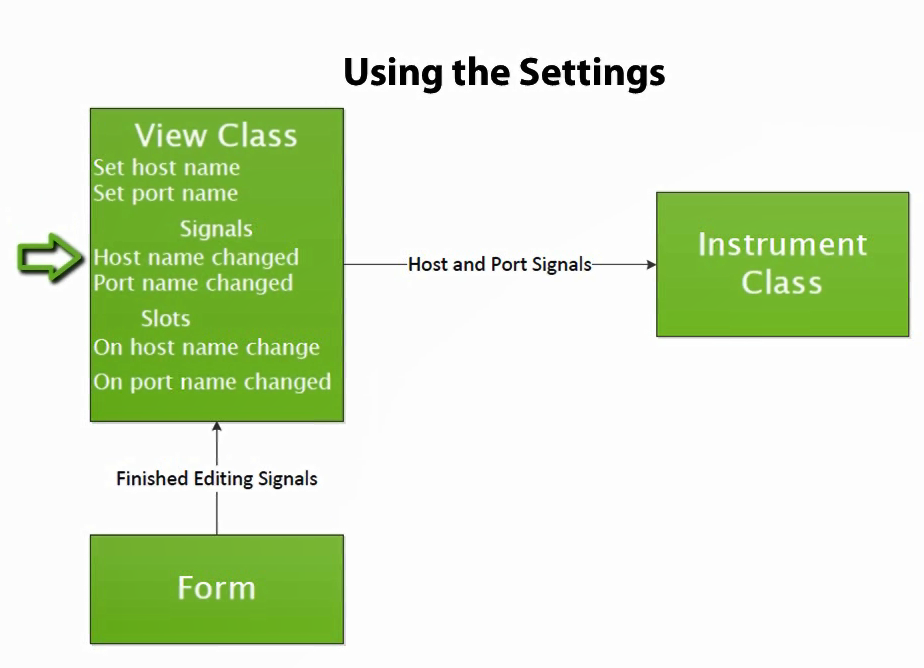 Using the Settings
View Class
Set host name
Set port name
Signals
Host name changed
Port name changed
Slots
On host name change
On port name changed
Host and Port Signals
Instrument
Class
Finished Editing Signals
Form